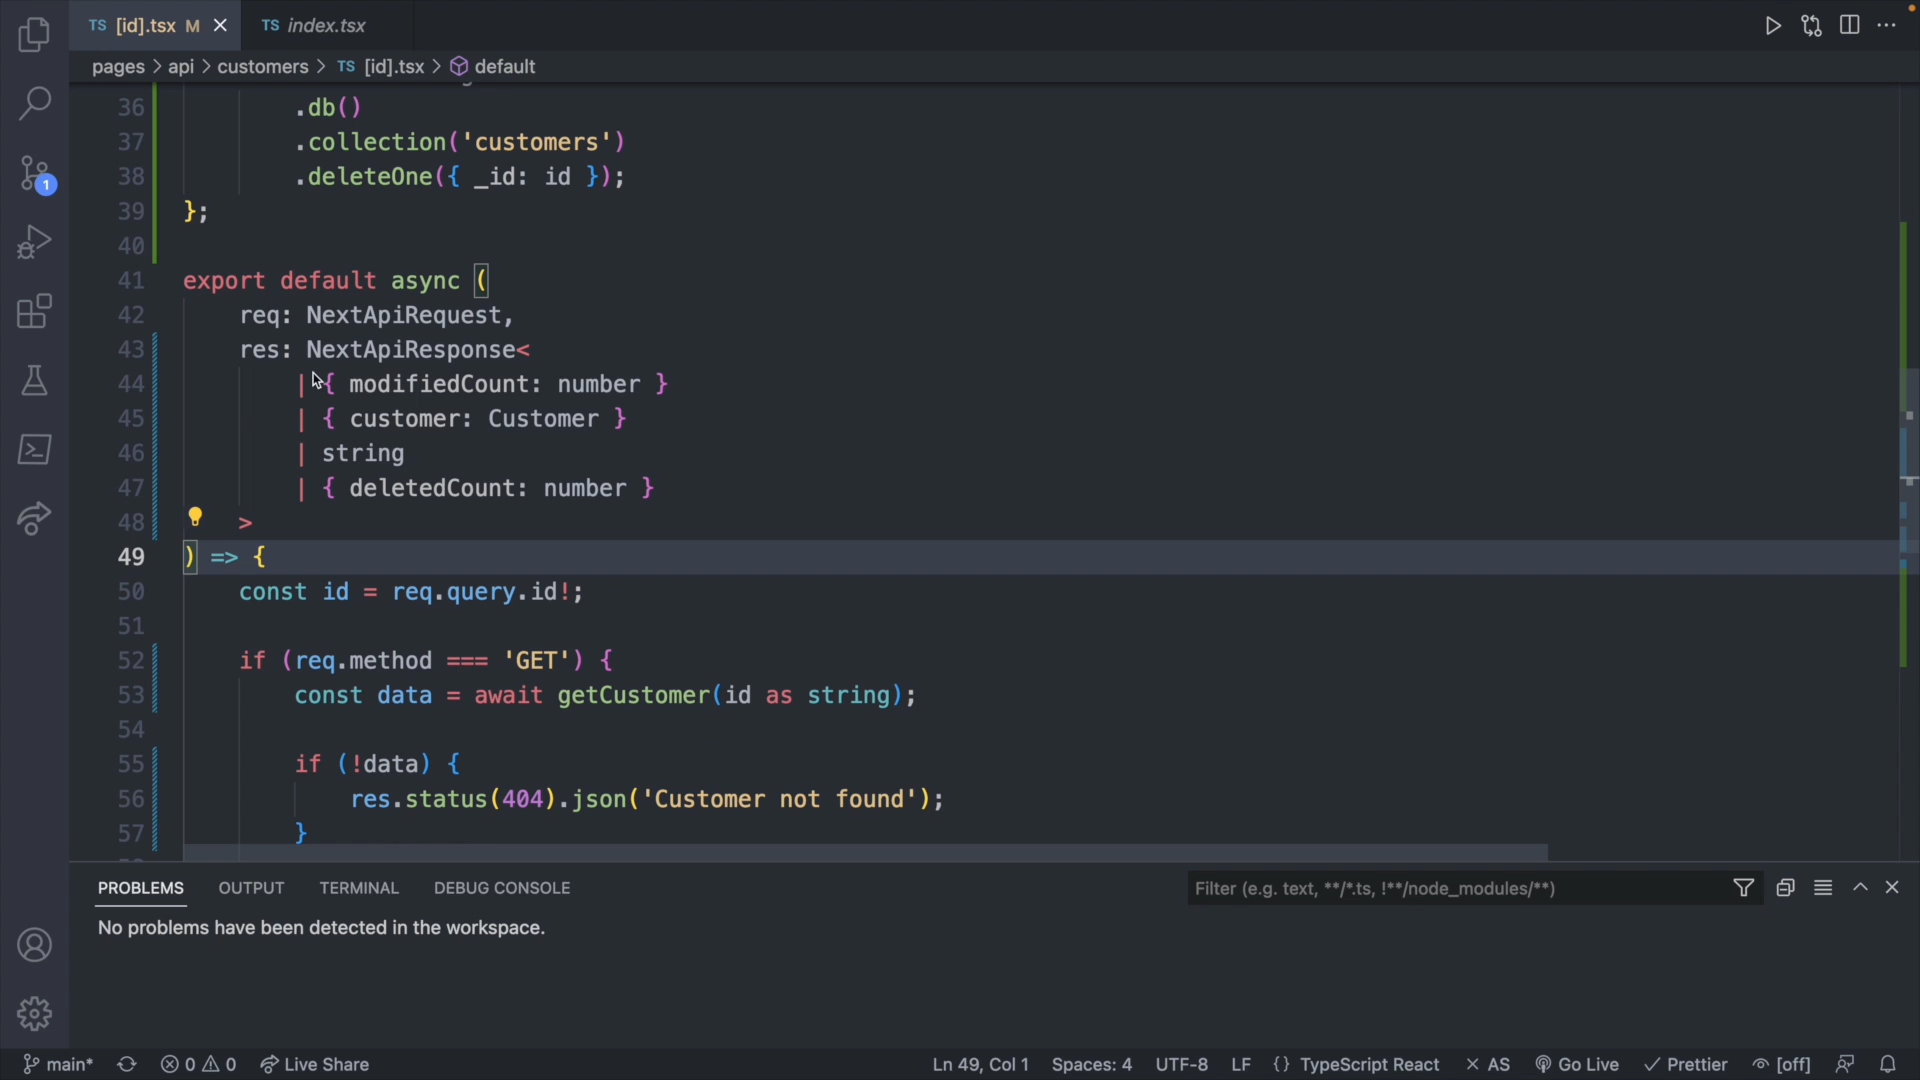 TS [id].tsx M
TS index.tsx
pages > api > customers > TS [id].tsx > default
36 .db()
37 .collection('customers')
38 .deleteOne({ _id: id });
39 };
40
41 export default async (
42 req: NextApiRequest,
43 res: NextApiResponse<
44 | { modifiedCount: number }
45 | { customer: Customer }
46 | string
47 | { deletedCount: number }
48 >
49 ) => {
50 const id = req.query.id!;
51
52 if (req.method === 'GET') {
53 const data = await getCustomer(id as string);
54
55 if (!data) {
56 res.status(404).json('Customer not found');
57 }
1
PROBLEMS OUTPUT TERMINAL DEBUG CONSOLE
Filter (e.g. text, **/*.ts, !**/node_modules/**)
No problems have been detected in the workspace.
main* 0 0 Live Share Ln 49, Col 1 Spaces: 4 UTF-8 LF {} TypeScript React × AS Go Live ✓ Prettier [off]